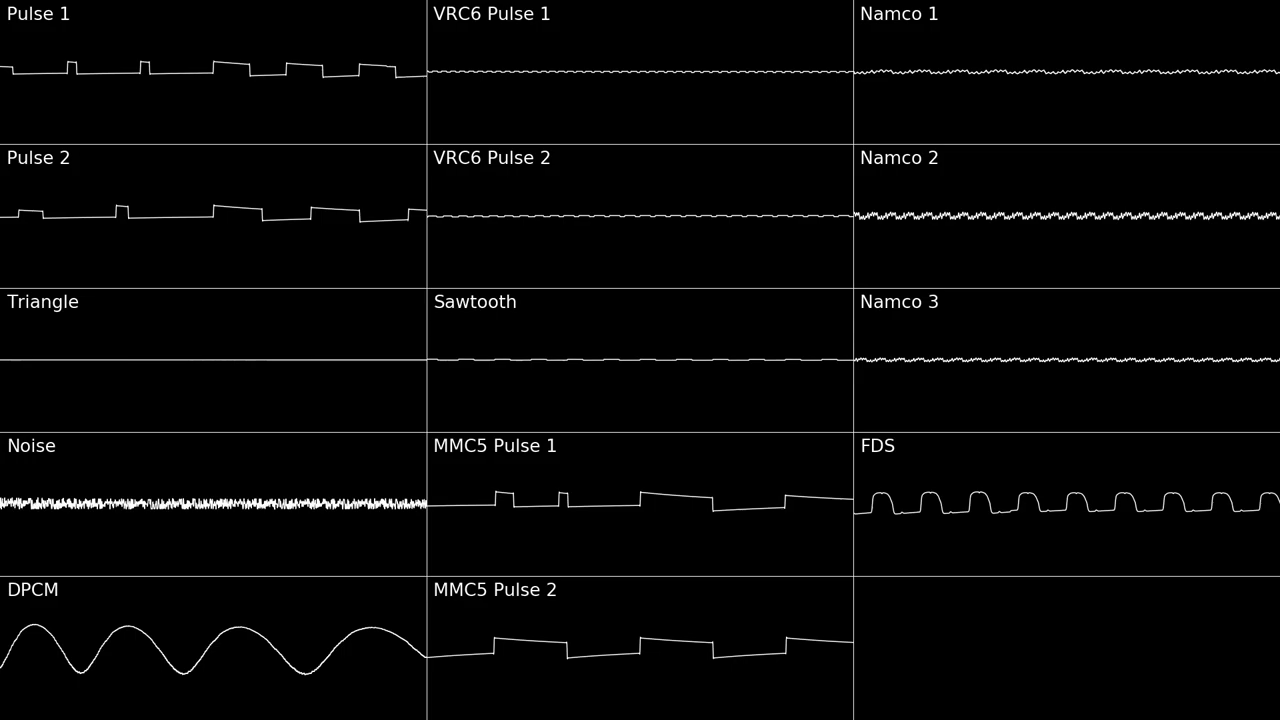 Pulse 1
VRC6 Pulse 1
Namco 1
Pulse 2
VRC6 Pulse 2
Namco 2
Triangle
Sawtooth
Namco 3
Noise
MMC5 Pulse 1
FDS
DPCM
MMC5 Pulse 2